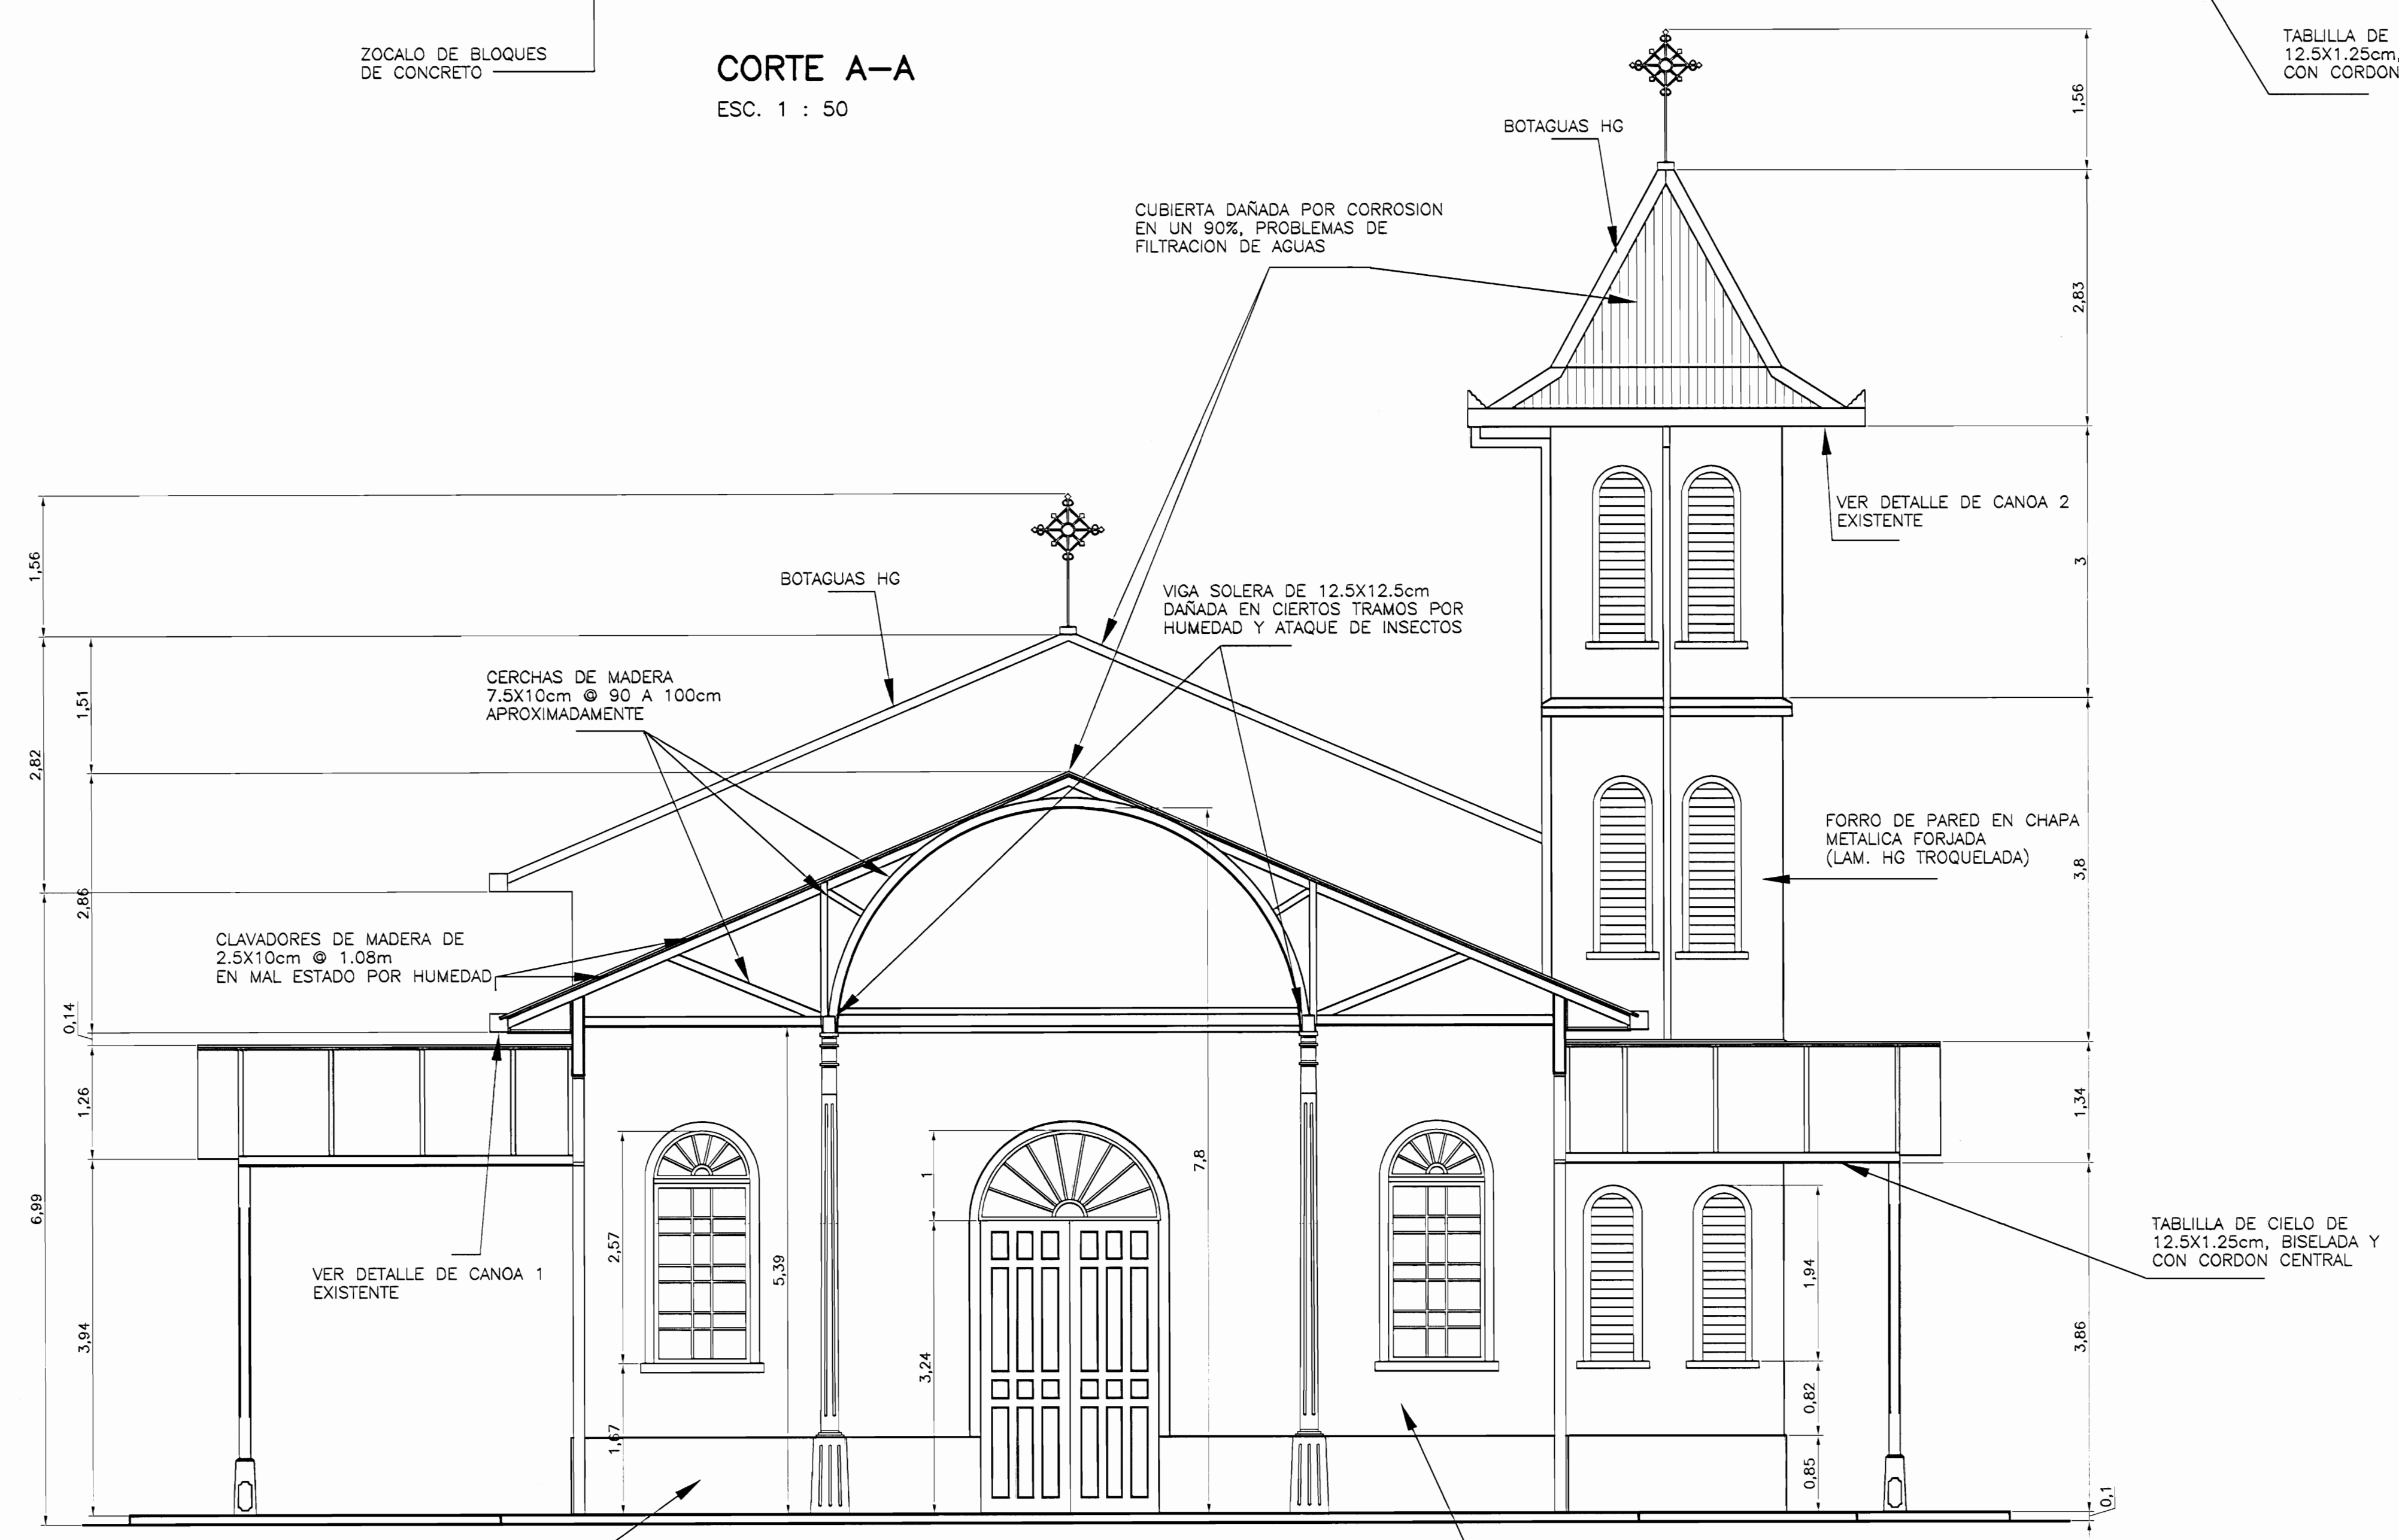 ZOCALO DE BLOQUES
DE CONCRETO
CORTE A-A
ESC. 1 : 50
TABLILLA DE
12.5X1.25cm,
CON CORDON
BOTAGUAS HG
1,56
CUBIERTA DAÑADA POR CORROSION
EN UN 90%, PROBLEMAS DE
FILTRACION DE AGUAS
2,83
VER DETALLE DE CANOA 2
EXISTENTE
3
1,56
BOTAGUAS HG
VIGA SOLERA DE 12.5X12.5cm
DAÑADA EN CIERTOS TRAMOS POR
HUMEDAD Y ATAQUE DE INSECTOS
CERCHAS DE MADERA
7.5X10cm @ 90 A 100cm
APROXIMADAMENTE
1,51
2,82
FORRO DE PARED EN CHAPA
METALICA FORJADA
(LAM. HG TROQUELADA)
3,8
2,86
CLAVADORES DE MADERA DE
2.5X10cm @ 1.08m
EN MAL ESTADO POR HUMEDAD
0,14
1,26
1,34
6,99
1
7,8
TABLILLA DE CIELO DE
12.5X1.25cm, BISELADA Y
CON CORDON CENTRAL
VER DETALLE DE CANOA 1
EXISTENTE
2,57
5,39
1,94
3,94
3,24
3,86
0,82
1,67
0,85
0,1